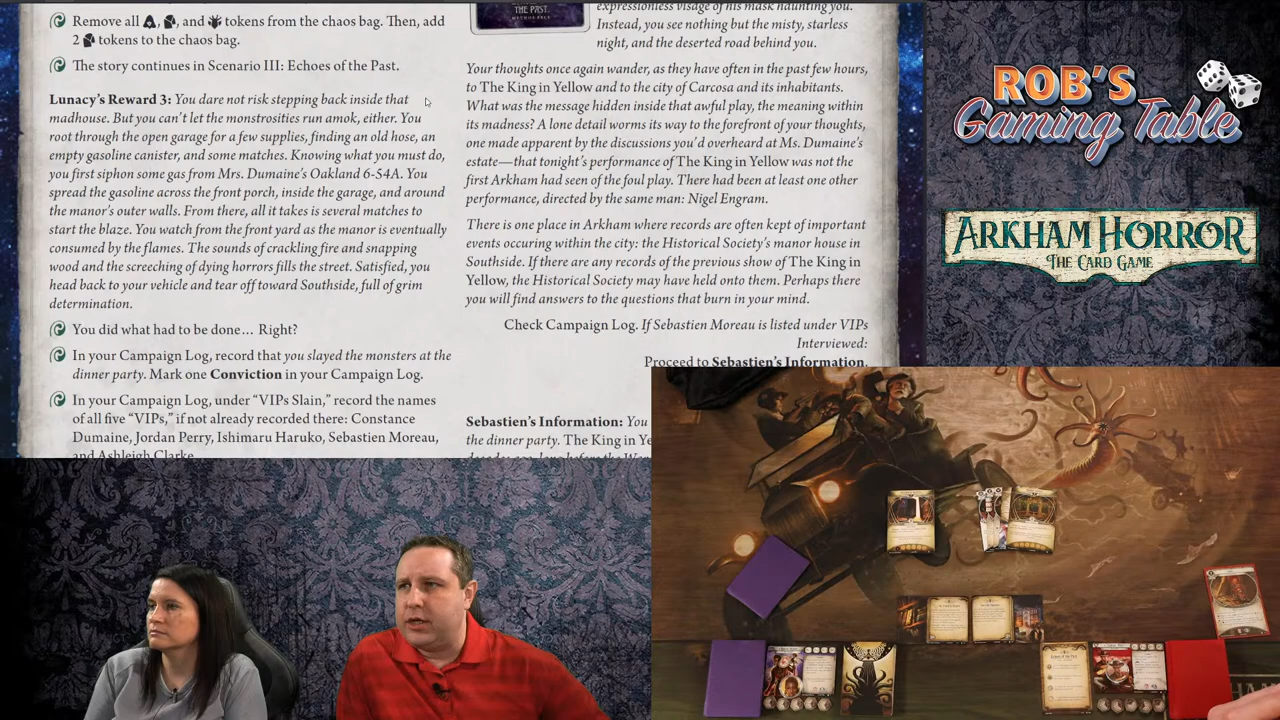 Remove all , , and tokens from the chaos bag. Then, add
2 tokens to the chaos bag.
The story continues in Scenario III: Echoes of the Past.
Lunacy's Reward 3: You dare not risk stepping back inside that
madhouse. But you can't let the monstrosities run amok, either. You
root through the open garage for a few supplies, finding an old hose, an
empty gasoline canister, and some matches. Knowing what you must do,
you first siphon some gas from Mrs. Dumaine's Oakland 6-54A. You
spread the gasoline across the front porch, inside the garage, and around
the manor's outer walls. From there, all it takes is several matches to
start the blaze. You watch from the front yard as the manor is eventually
consumed by the flames. The sounds of crackling fire and snapping
wood and the screeching of dying horrors fills the street. Satisfied, you
head back to your vehicle and tear off toward Southside, full of grim
determination.
You did what had to be done… Right?
In your Campaign Log, record that you slayed the monsters at the
dinner party. Mark one Conviction in your Campaign Log.
In your Campaign Log, under "VIPs Slain," record the names
of all five "VIPs," if not already recorded there: Constance
Dumaine, Jordan Perry, Ishimaru Haruko, Sebastien Moreau,
and Ashleigh Clarke.
THE PAST
MYTHOS PACK
expressionless visage of his mask haunting you.
Instead, you see nothing but the misty, starless
night, and the deserted road behind you.
Your thoughts once again wander, as they have often in the past few hours,
to The King in Yellow and to the city of Carcosa and its inhabitants.
What was the message hidden inside that awful play, the meaning within
its madness? A lone detail worms its way to the forefront of your thoughts,
one made apparent by the discussions you'd overheard at Ms. Dumaine's
estate—that tonight's performance of The King in Yellow was not the
first Arkham had seen of the foul play. There had been at least one other
performance, directed by the same man: Nigel Engram.
There is one place in Arkham where records are often kept of important
events occuring within the city: the Historical Society's manor house in
Southside. If there are any records of the previous show of The King in
Yellow, the Historical Society may have held onto them. Perhaps there
you will find answers to the questions that burn in your mind.
Check Campaign Log. If Sebastien Moreau is listed under VIPs
Interviewed:
Proceed to Sebastien's Information.
Sebastien's Information: You
the dinner party. The King in Ye
ROB'S
Gaming Table
ARKHAM HORROR
THE CARD GAME